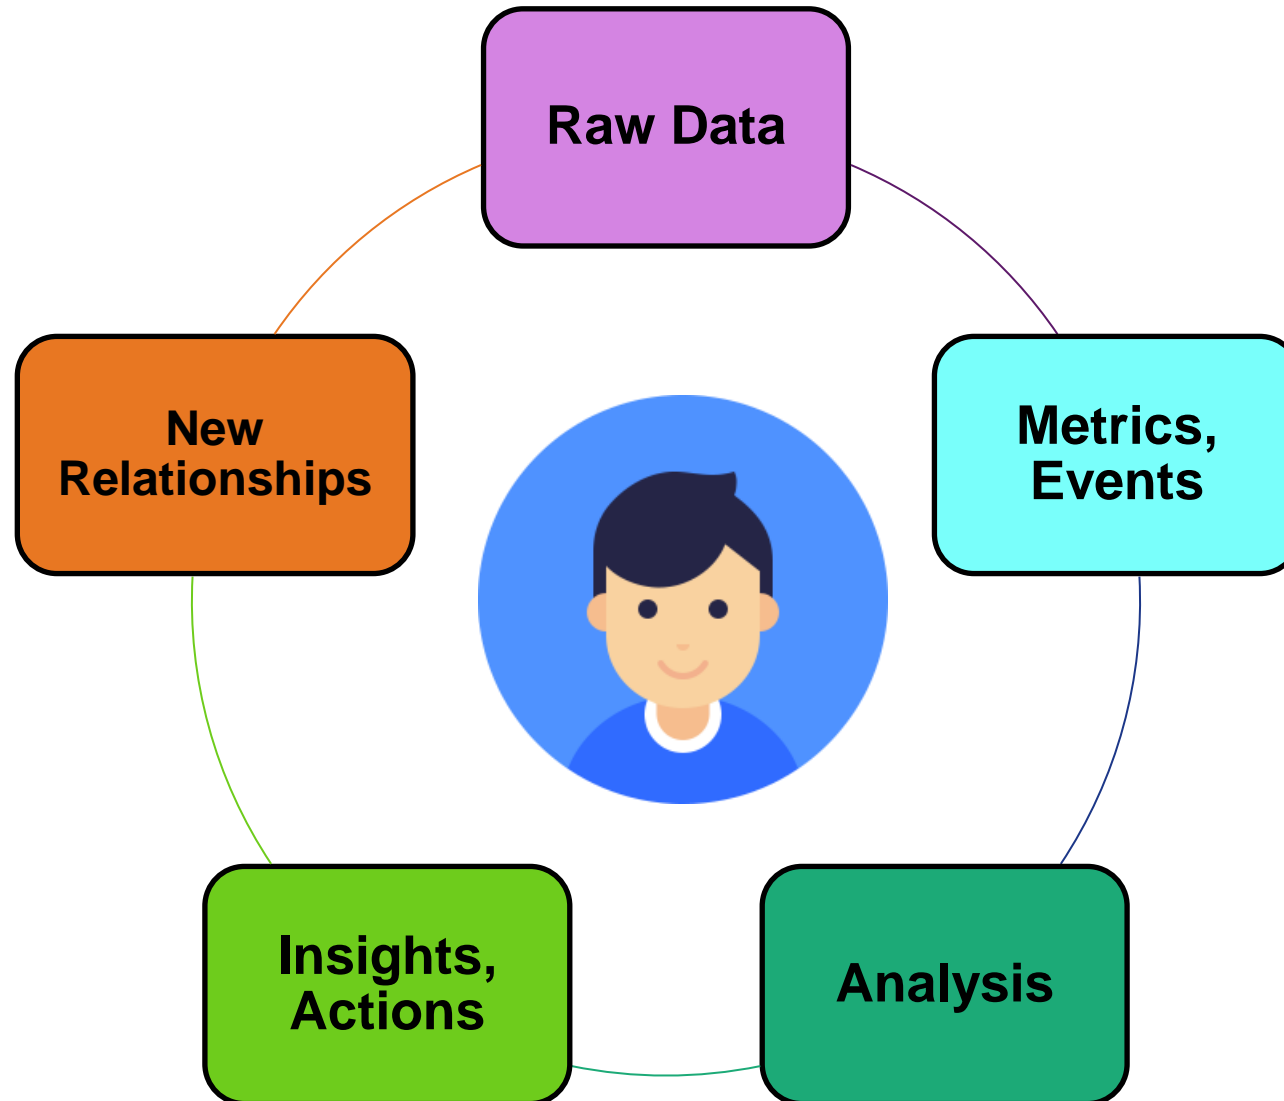 Raw Data
Metrics,
Events
Analysis
Insights,
Actions
New
Relationships